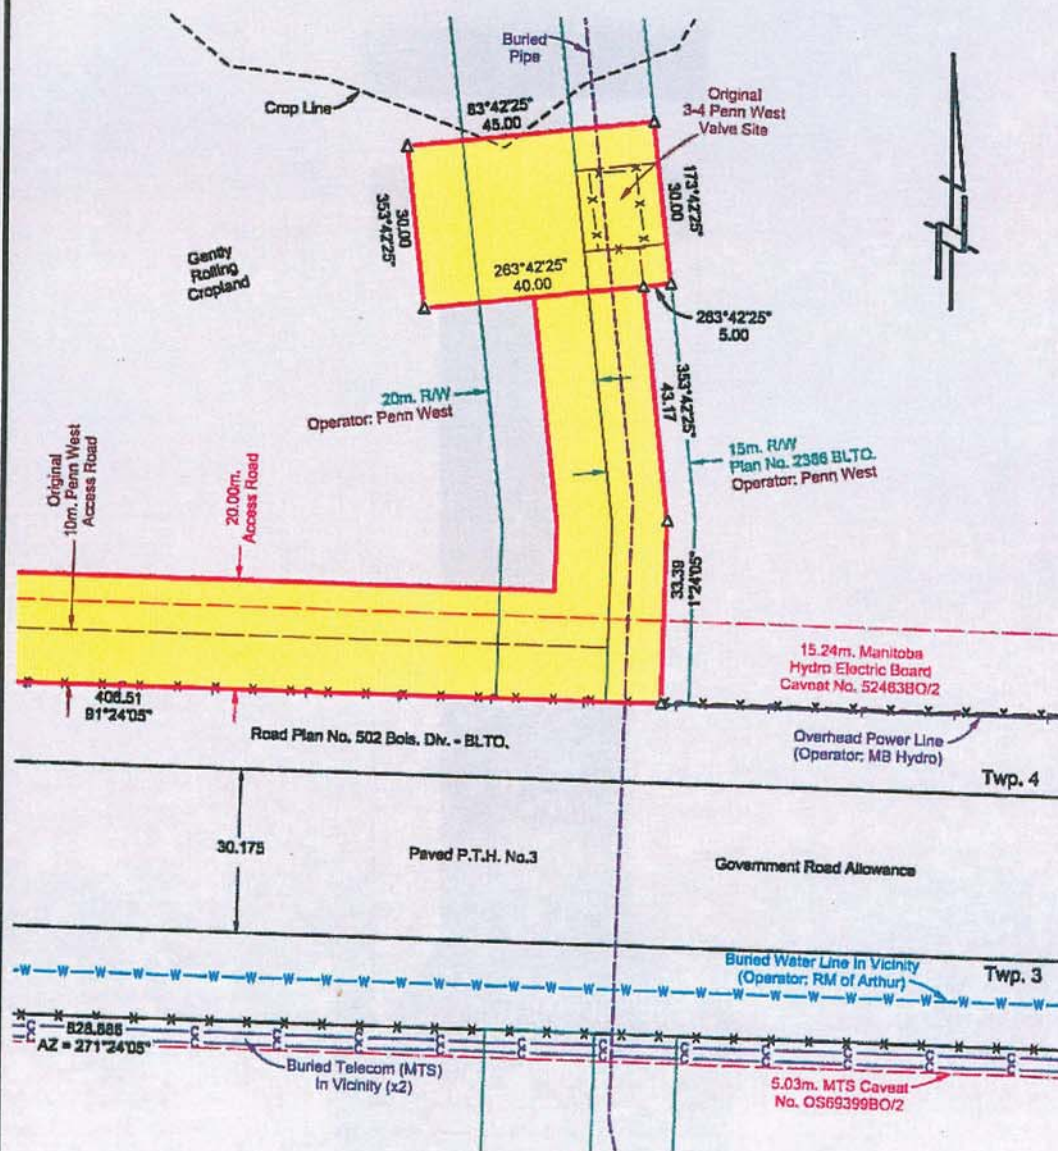 Buried
Pipe
Crop Line
83°42'25"
45.00
Original
3-4 Penn West
Valve Site
173°42'25"
30.00
30.00
353°42'25"
Gently
Rolling
Cropland
263°42'25"
40.00
263°42'25"
5.00
20m. R/W
Operator: Penn West
353°42'25"
43.17
15m. R/W
Plan No. 2386 BLTO.
Operator: Penn West
Original
10m. Penn West
Access Road
20.00m.
Access Road
33.39
1°24'05"
15.24m. Manitoba
Hydro Electric Board
Caveat No. 52463BO/2
406.51
91°24'05"
P
P
Road Plan No. 502 Bois. Div. - BLTO.
Overhead Power Line
(Operator: MB Hydro)
Twp. 4
30.175
Paved P.T.H. No.3
Government Road Allowance
Buried Water Line In Vicinity
(Operator: RM of Arthur)
Twp. 3
W W W W W W W W W W W W W W W W W W W W W W W W W W W
AZ = 271°24'05"
Buried Telecom (MTS)
In Vicinity (x2)
5.03m. MTS Caveat
No. OS69399BO/2